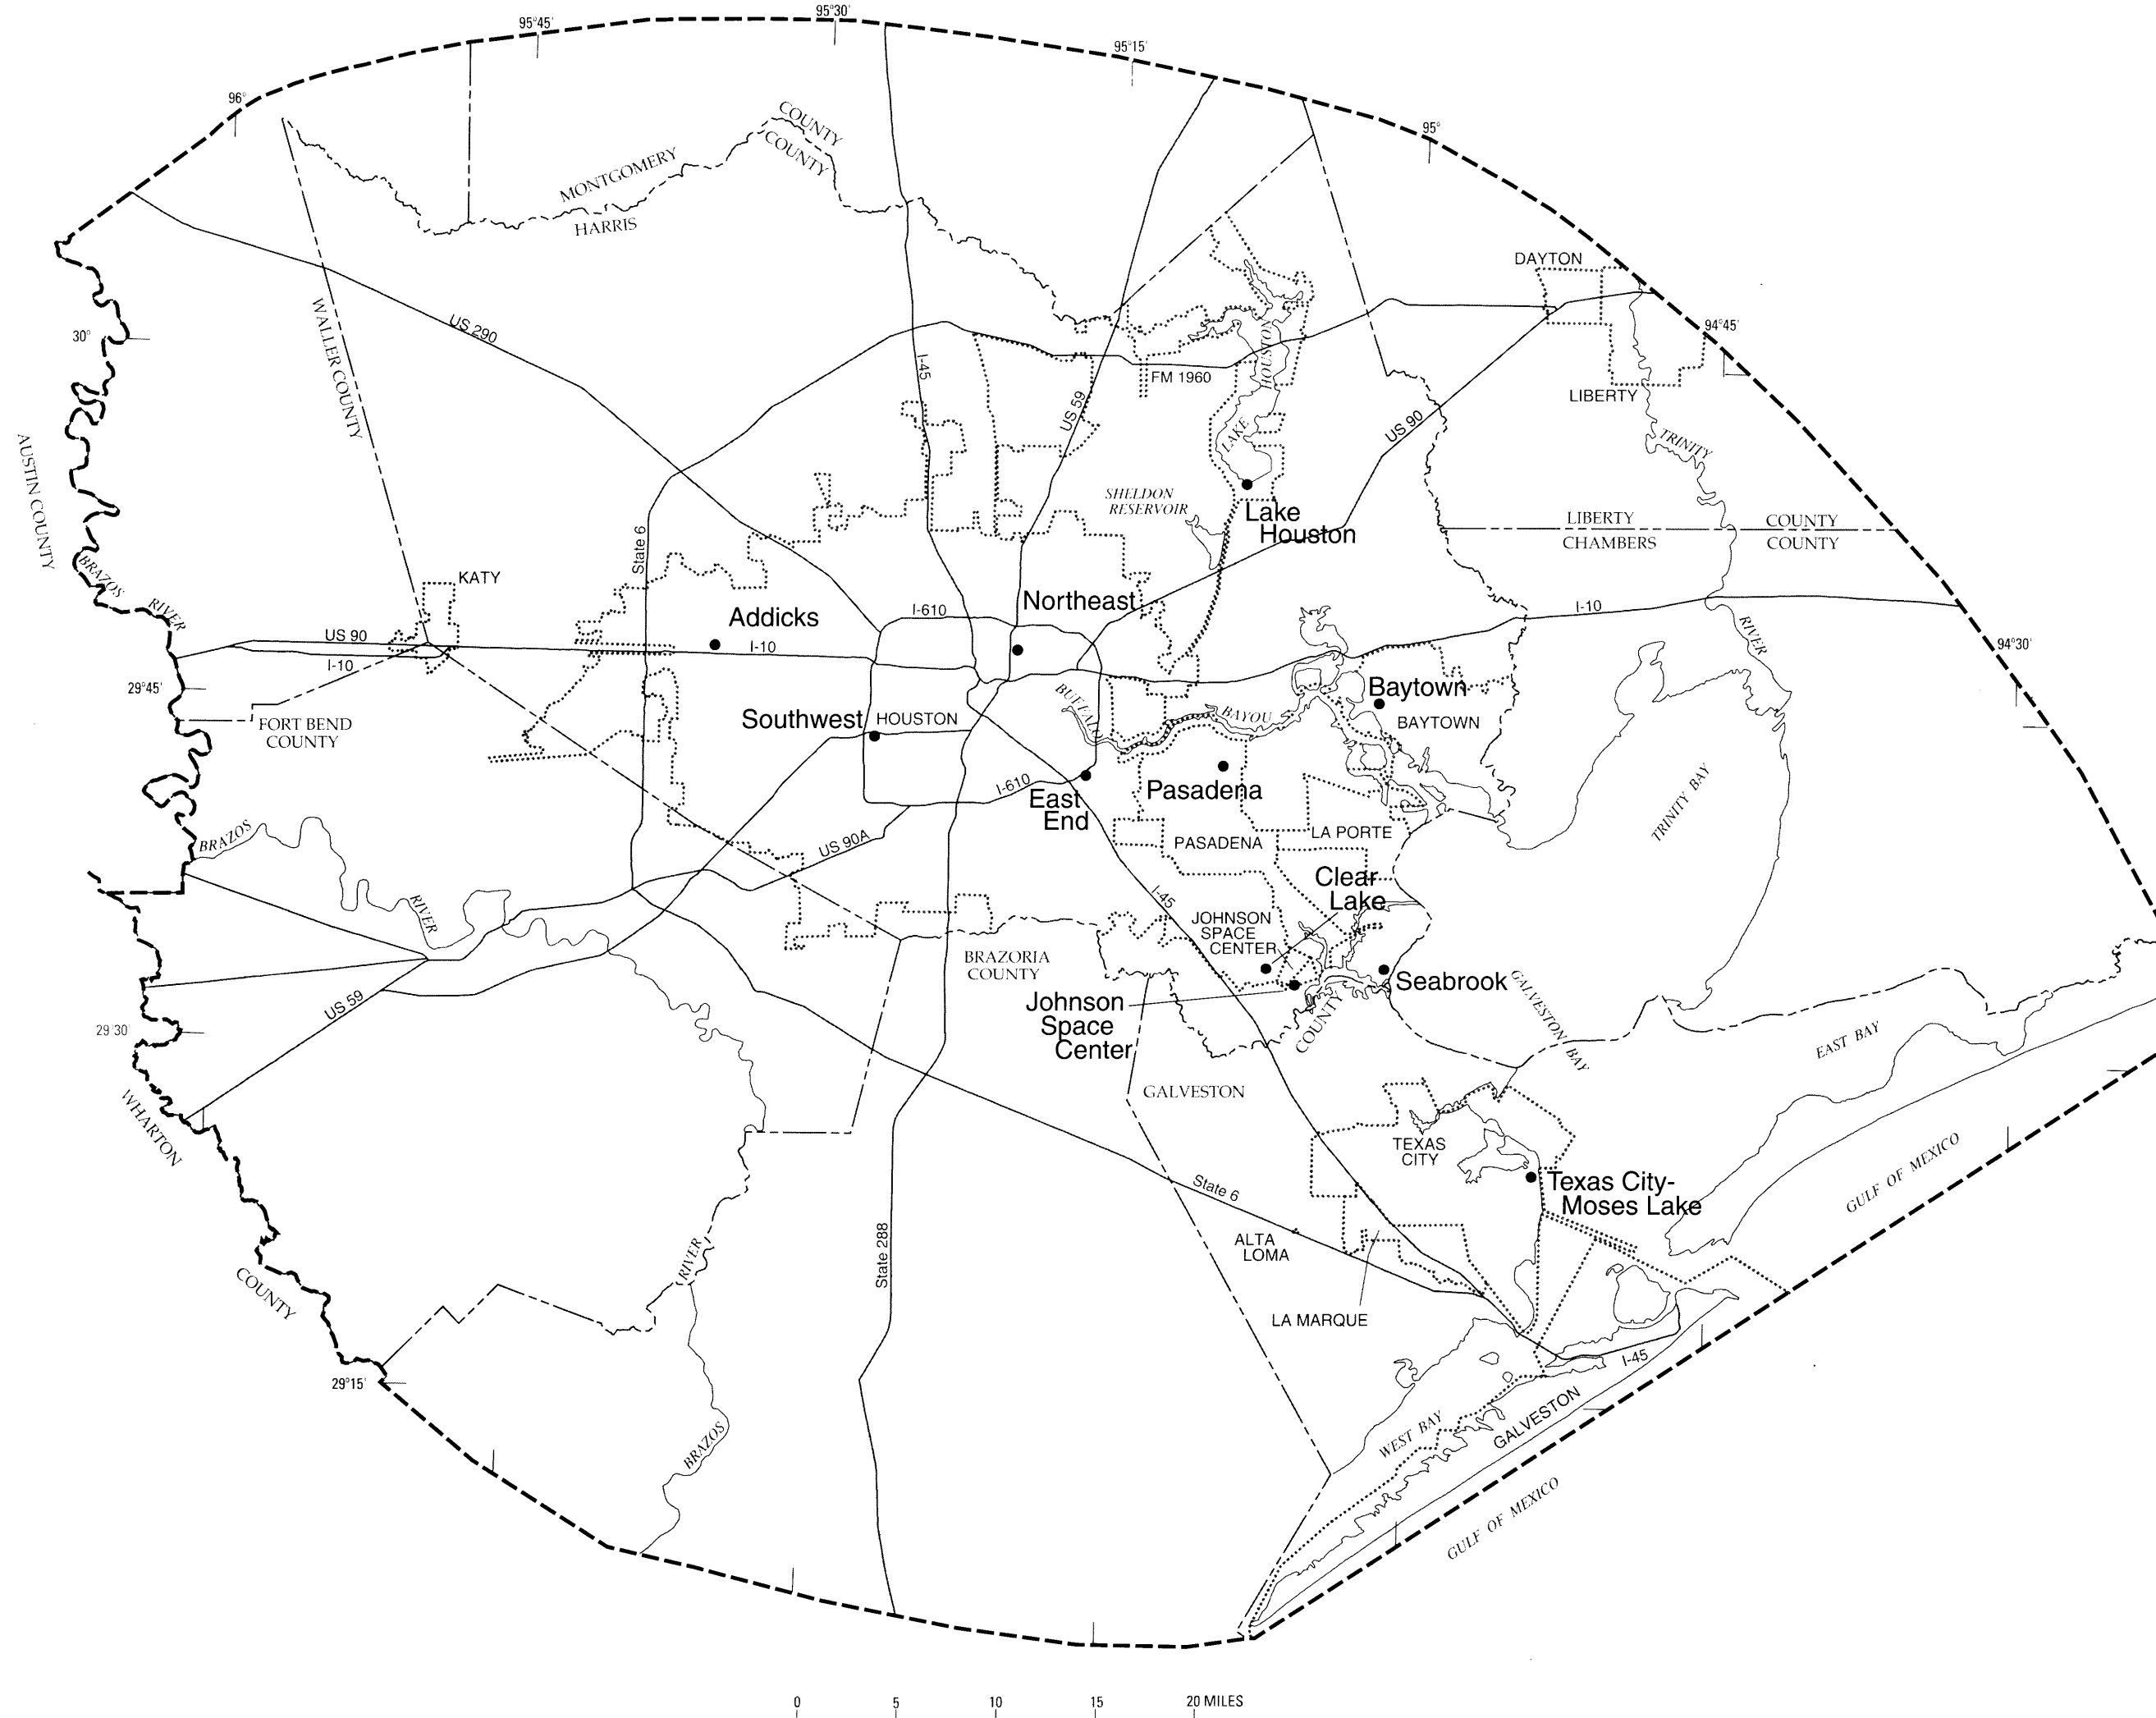 95°45'
95°30'
95°15'
96°
95°
COUNTY
COUNTY
MONTGOMERY
HARRIS
DAYTON
WALLER COUNTY
US 290
30°
94°45'
I-45
HOUSTON
FM 1960
US 59
LIBERTY
AUSTIN COUNTY
LAKE
US 90
TRINITY
SHELDON
RESERVOIR
Lake
Houston
LIBERTY
COUNTY
CHAMBERS
COUNTY
State 6
BRAZOS
RIVER
KATY
Addicks
Northeast
I-610
I-10
RIVER
US 90
I-10
I-10
94°30'
29°45'
BUFFALO
BAYOU
Baytown
BAYTOWN
FORT BEND
COUNTY
Southwest
HOUSTON
I-610
East
End
Pasadena
TRINITY BAY
BRAZOS
US 90A
PASADENA
LA PORTE
Clear
Lake
RIVER
I-45
JOHNSON
SPACE
CENTER
BRAZORIA
COUNTY
Seabrook
US 59
Johnson
Space
Center
COUNTY
GALVESTON BAY
29°30'
EAST BAY
WHARTON
COUNTY
GALVESTON
TEXAS
CITY
Texas City-
Moses Lake
GULF OF MEXICO
State 6
State 288
ALTA
LOMA
RIVER
LA MARQUE
I-45
29°15'
BRAZOS
WEST BAY
GALVESTON
GULF OF MEXICO
0 5 10 15 20 MILES